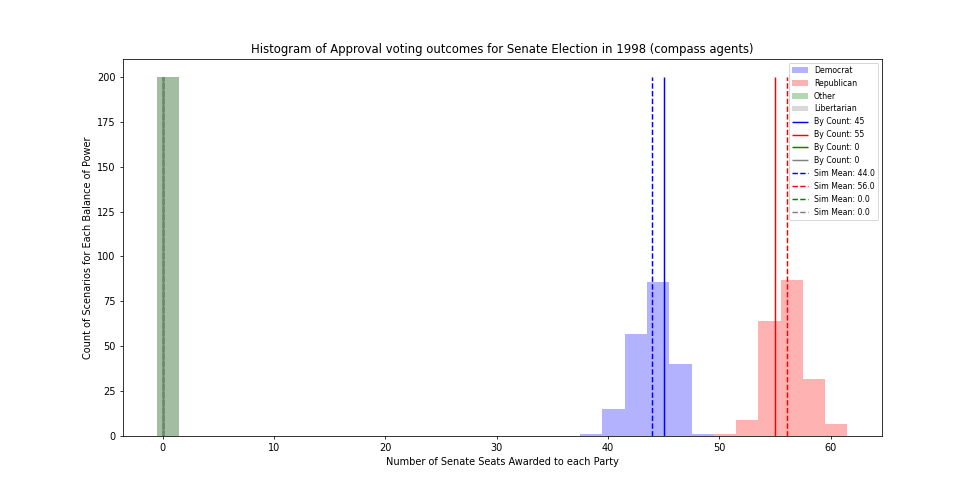 Histogram of Approval voting outcomes for Senate Election in 1998 (compass agents)
Count of Scenarios for Each Balance of Power
200
175
150
125
100
75
50
25
0
0 10 20 30 40 50 60
Number of Senate Seats Awarded to each Party
Democrat
Republican
Other
Libertarian
By Count: 45
By Count: 55
By Count: 0
By Count: 0
Sim Mean: 44.0
Sim Mean: 56.0
Sim Mean: 0.0
Sim Mean: 0.0